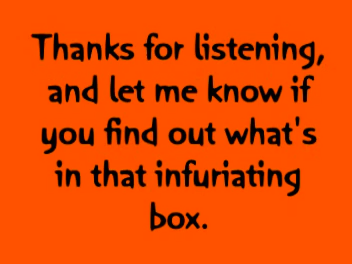 Thanks for listening,
and let me know if
you find out what's
in that infuriating
box.